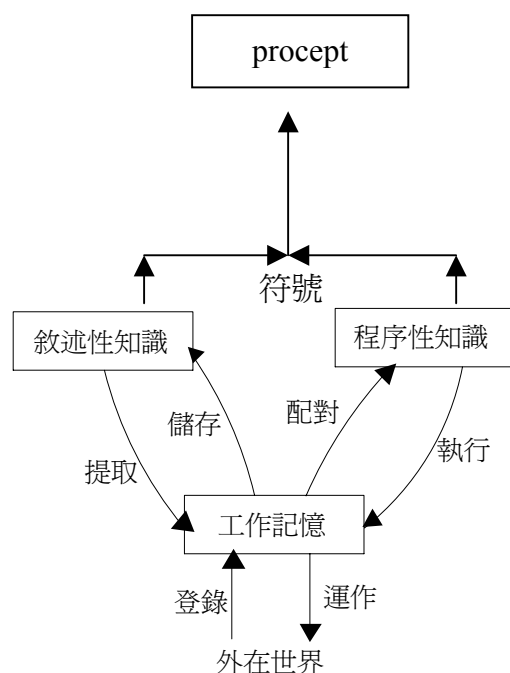 procept
符號
敘述性知識
程序性知識
儲存
配對
提取
執行
工作記憶
登錄
運作
外在世界